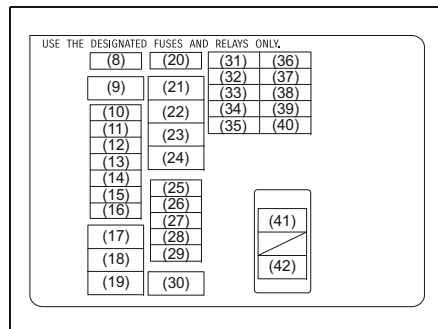 USE THE DESIGNATED FUSES AND RELAYS ONLY.
(8) (20) (31) (36)
(32) (37)
(9) (21) (33) (38)
(10) (22) (34) (39)
(11) (35) (40)
(12) (23)
(13)
(14) (24)
(15) (25)
(16) (26)
(27) (41)
(17) (28)
(18) (29)
(42)
(19) (30)